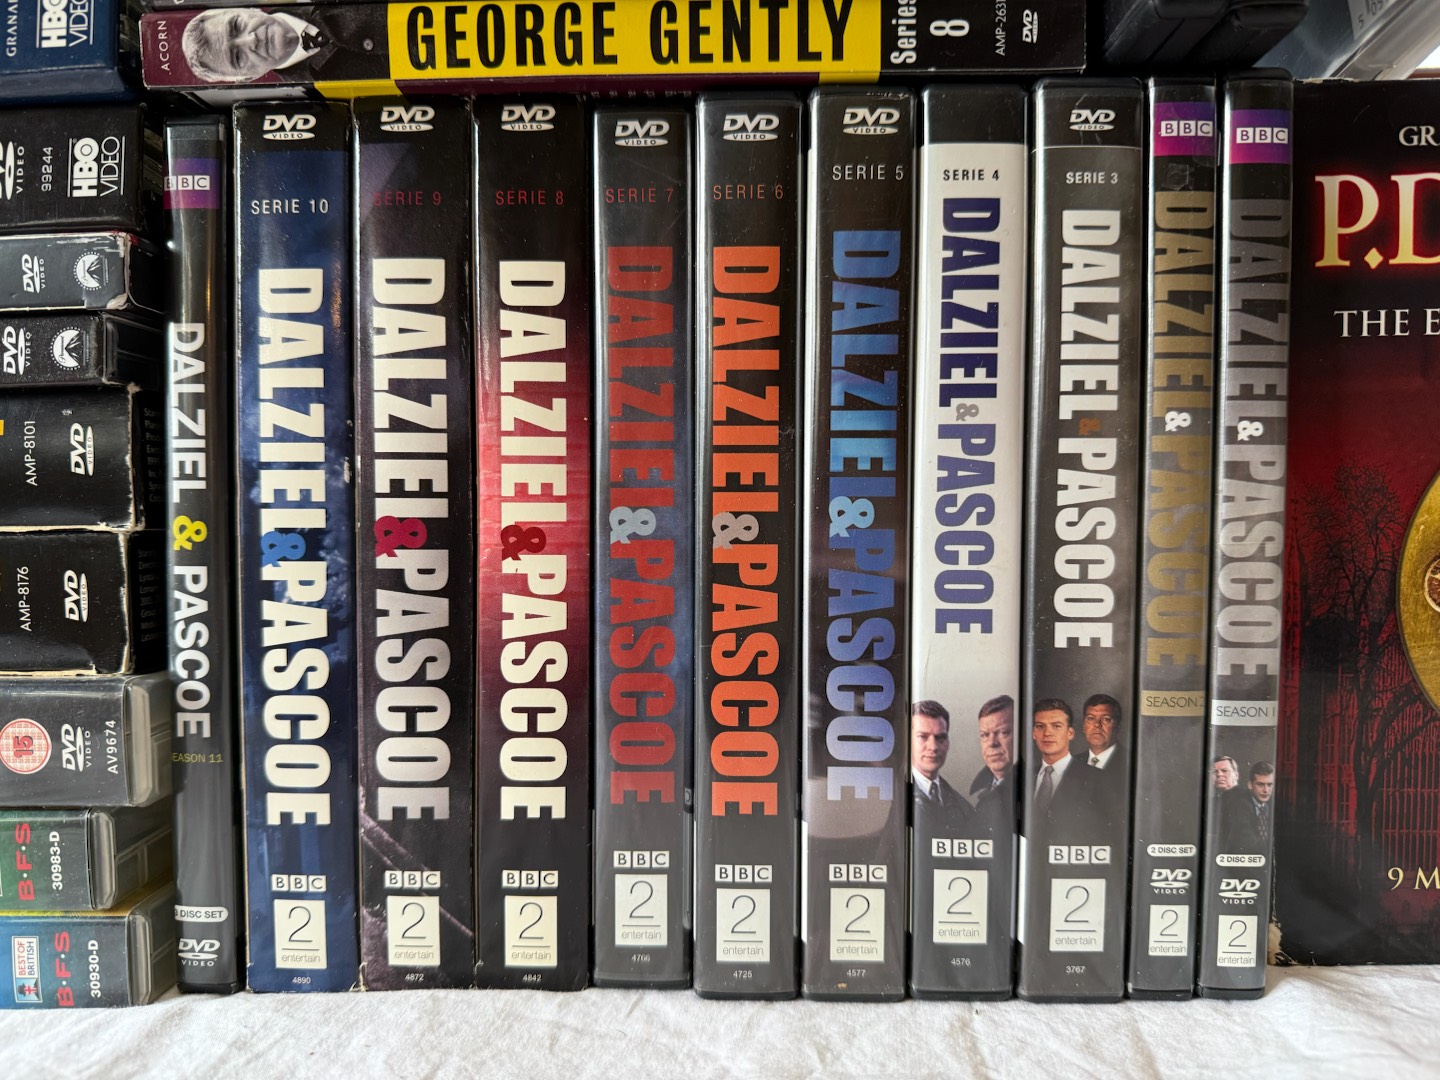 GRANADA
HBO
VIDEO
ACORN
GEORGE GENTLY
Series
8
DVD
99244
HBO
VIDEO
DVD
VIDEO
DVD
VIDEO
AMP-8101
DVD
VIDEO
AMP-8176
DVD
VIDEO
15
DVD
VIDEO
AV9674
B·F·S
30983-D
BEST OF
BRITISH
B·F·S
30930-D
BBC
DALZIEL & PASCOE
SEASON 11
DISC SET
DVD
VIDEO
DVD
VIDEO
SERIE 10
DALZIEL & PASCOE
BBC
2
entertain
4890
DVD
VIDEO
SERIE 9
DALZIEL & PASCOE
BBC
2
entertain
4872
DVD
VIDEO
SERIE 8
DALZIEL & PASCOE
BBC
2
entertain
4842
DVD
VIDEO
SERIE 7
DALZIEL & PASCOE
BBC
2
entertain
4766
DVD
VIDEO
SERIE 6
DALZIEL & PASCOE
BBC
2
entertain
4725
DVD
VIDEO
SERIE 5
DALZIEL & PASCOE
BBC
2
entertain
4577
SERIE 4
DALZIEL & PASCOE
BBC
2
entertain
4576
DVD
VIDEO
SERIE 3
DALZIEL & PASCOE
BBC
2
entertain
3767
BBC
DALZIEL & PASCOE
SEASON 2
2 DISC SET
DVD
VIDEO
2
entertain
BBC
DALZIEL & PASCOE
SEASON 1
2 DISC SET
DVD
VIDEO
2
entertain
GR
P.D
THE E
9 M